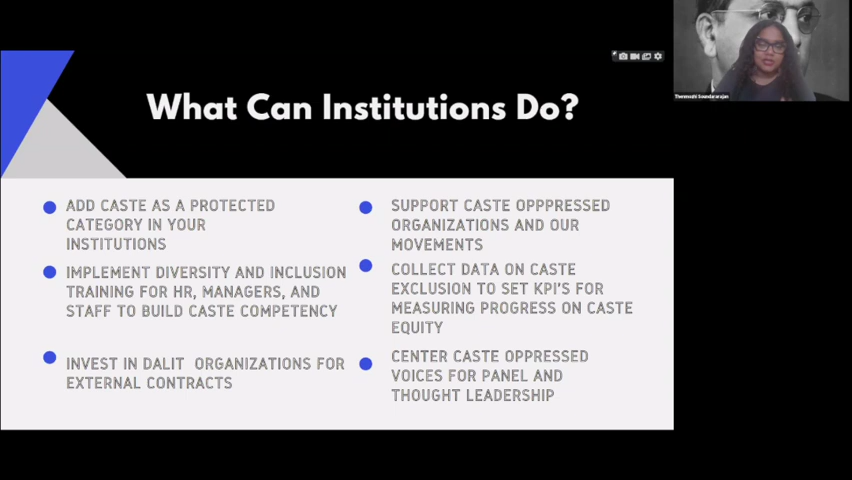 What Can Institutions Do?
ADD CASTE AS A PROTECTED
CATEGORY IN YOUR
INSTITUTIONS
IMPLEMENT DIVERSITY AND INCLUSION
TRAINING FOR HR, MANAGERS, AND
STAFF TO BUILD CASTE COMPETENCY
INVEST IN DALIT ORGANIZATIONS FOR
EXTERNAL CONTRACTS
SUPPORT CASTE OPPPRESSED
ORGANIZATIONS AND OUR
MOVEMENTS
COLLECT DATA ON CASTE
EXCLUSION TO SET KPI'S FOR
MEASURING PROGRESS ON CASTE
EQUITY
CENTER CASTE OPPRESSED
VOICES FOR PANEL AND
THOUGHT LEADERSHIP
Thenmozhi Soundararajan